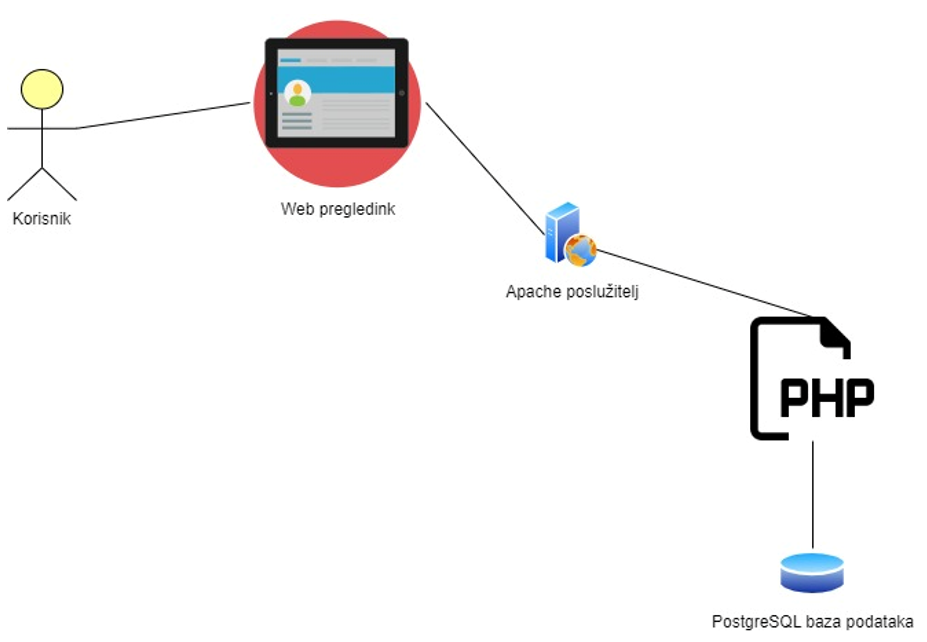 Korisnik
Web pregledink
Apache poslužitelj
PHP
PostgreSQL baza podataka